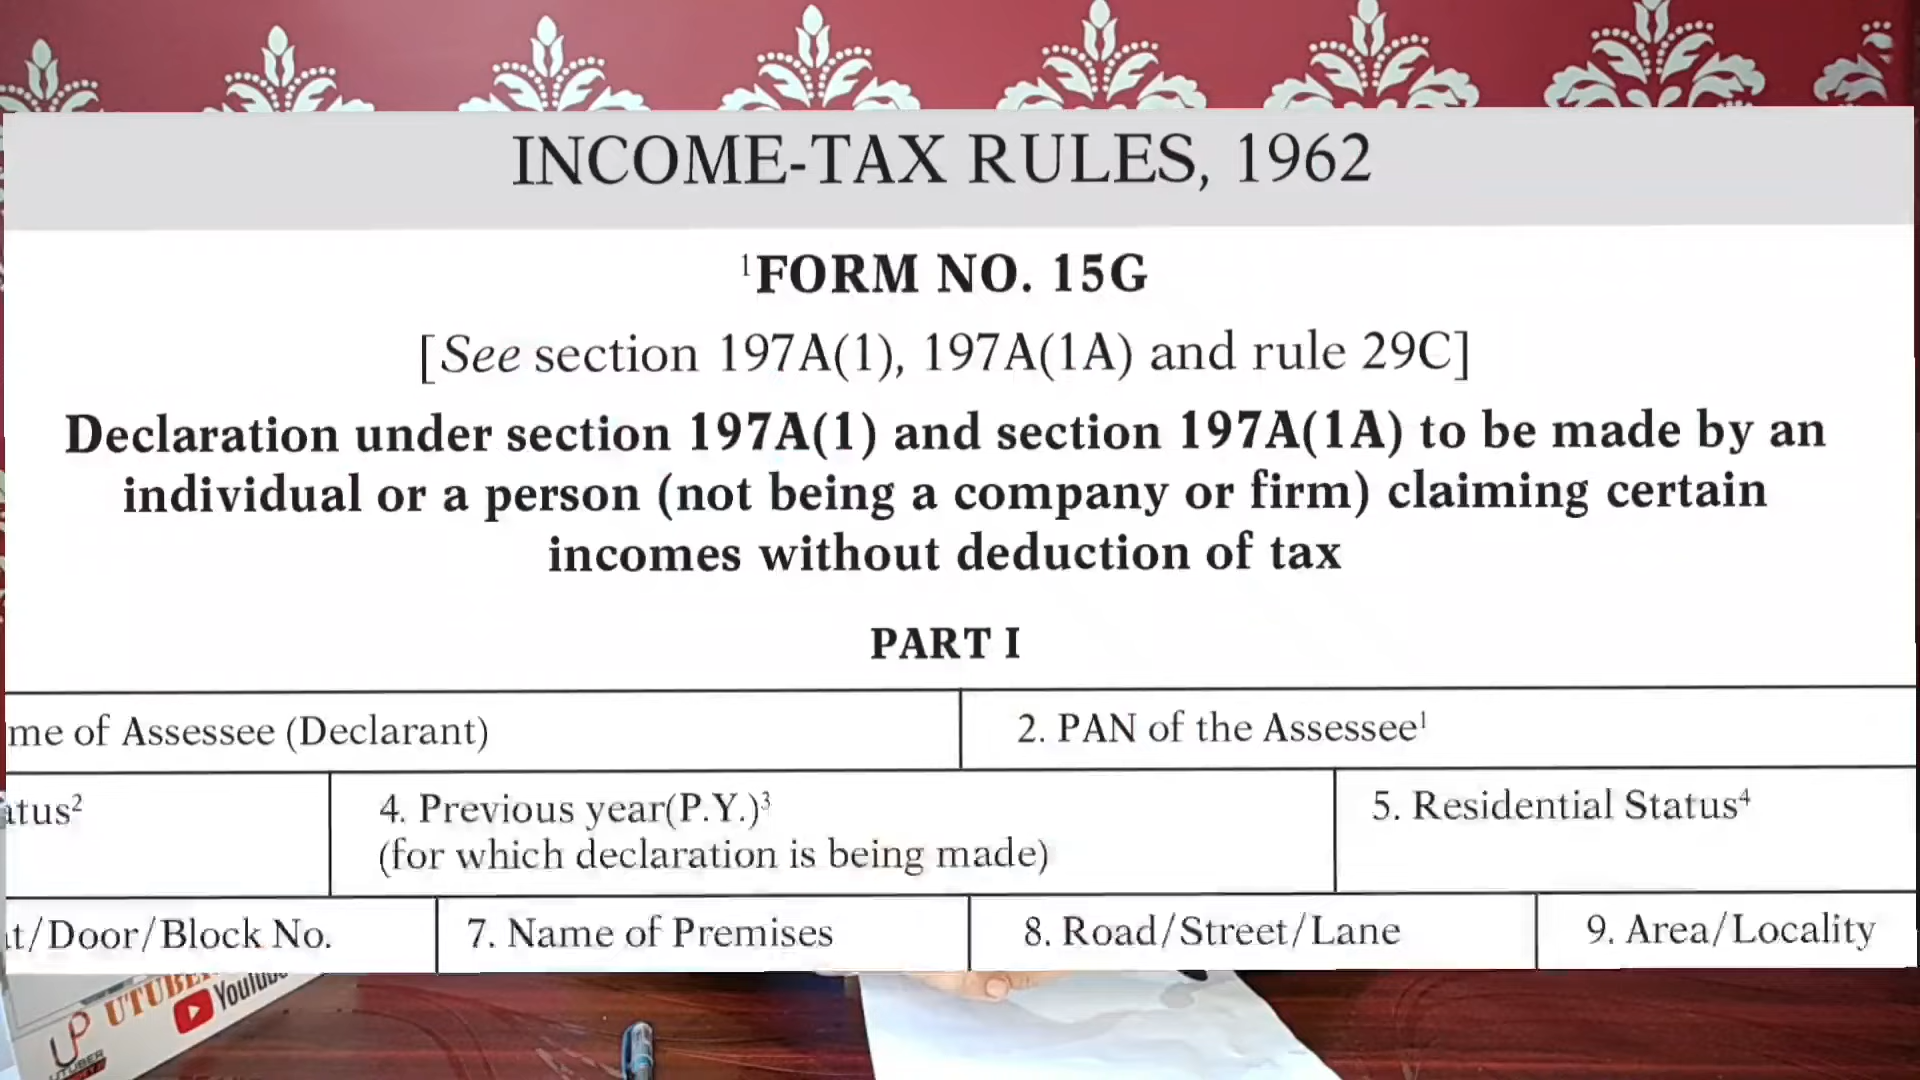 INCOME-TAX RULES, 1962
¹FORM NO. 15G
[See section 197A(1), 197A(1A) and rule 29C]
Declaration under section 197A(1) and section 197A(1A) to be made by an
individual or a person (not being a company or firm) claiming certain
incomes without deduction of tax
PART I
me of Assessee (Declarant) 2. PAN of the Assessee¹
atus² 4. Previous year(P.Y.)³ 5. Residential Status⁴
(for which declaration is being made)
t/Door/Block No. 7. Name of Premises 8. Road/Street/Lane 9. Area/Locality
UTUBER
YouTube
UP
UTUBER